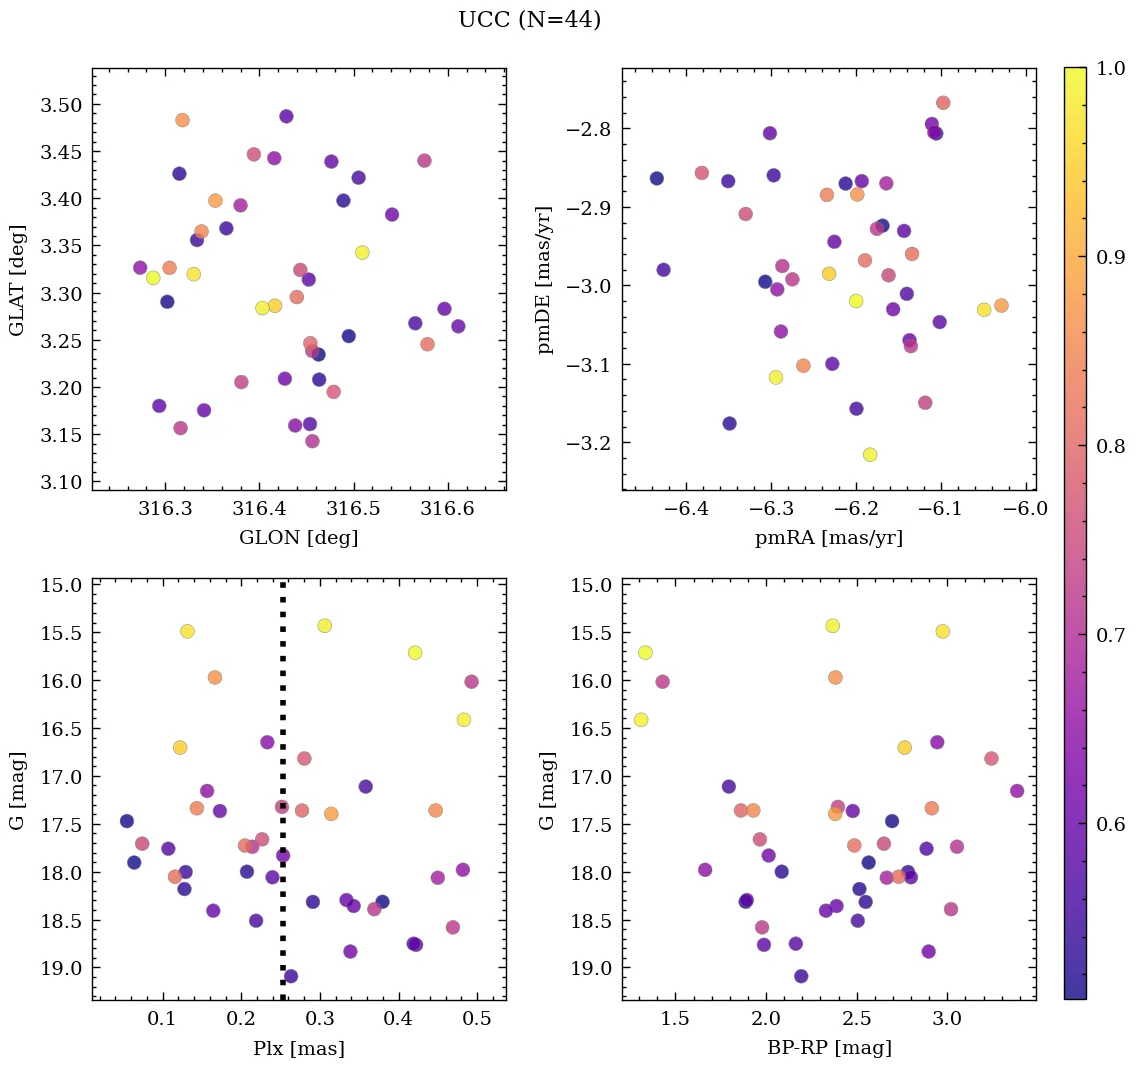 UCC (N=44)
3.50
3.45
3.40
3.35
3.30
3.25
3.20
3.15
3.10
GLAT [deg]
316.3 316.4 316.5 316.6
GLON [deg]
−2.8
−2.9
−3.0
−3.1
−3.2
pmDE [mas/yr]
−6.4 −6.3 −6.2 −6.1 −6.0
pmRA [mas/yr]
15.0
15.5
16.0
16.5
17.0
17.5
18.0
18.5
19.0
G [mag]
0.1 0.2 0.3 0.4 0.5
Plx [mas]
15.0
15.5
16.0
16.5
17.0
17.5
18.0
18.5
19.0
G [mag]
1.5 2.0 2.5 3.0
BP-RP [mag]
1.0
0.9
0.8
0.7
0.6